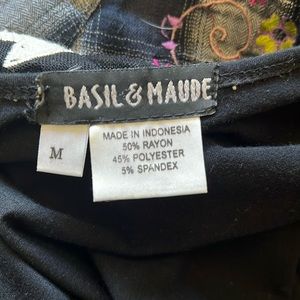 BASIL & MAUDE
M
MADE IN INDONESIA
50% RAYON
45% POLYESTER
5% SPANDEX